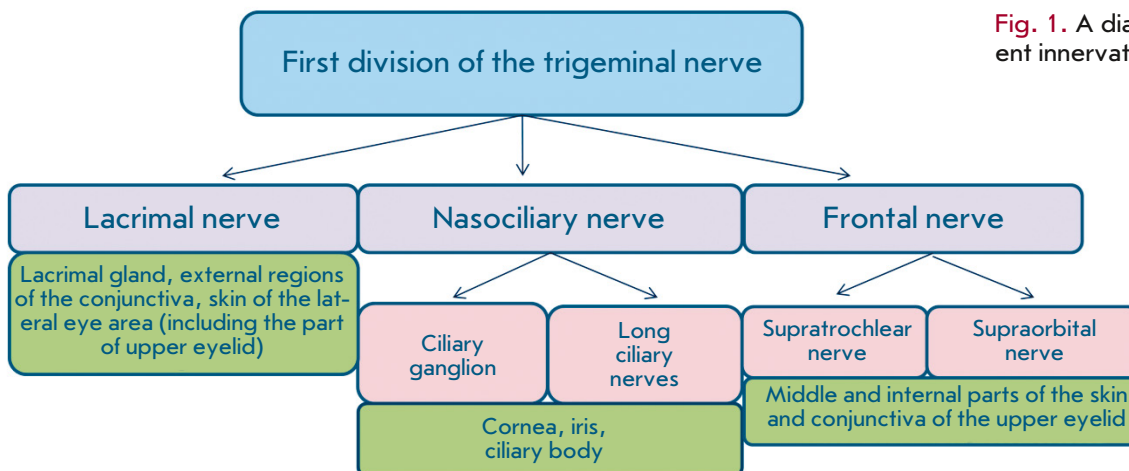 Fig. 1. A dia
ent innervat
First division of the trigeminal nerve
Lacrimal nerve
Nasociliary nerve
Frontal nerve
Lacrimal gland, external regions
of the conjunctiva, skin of the lat-
eral eye area (including the part
of upper eyelid)
Ciliary
ganglion
Long
ciliary
nerves
Supratrochlear
nerve
Supraorbital
nerve
Cornea, iris,
ciliary body
Middle and internal parts of the skin
and conjunctiva of the upper eyelid